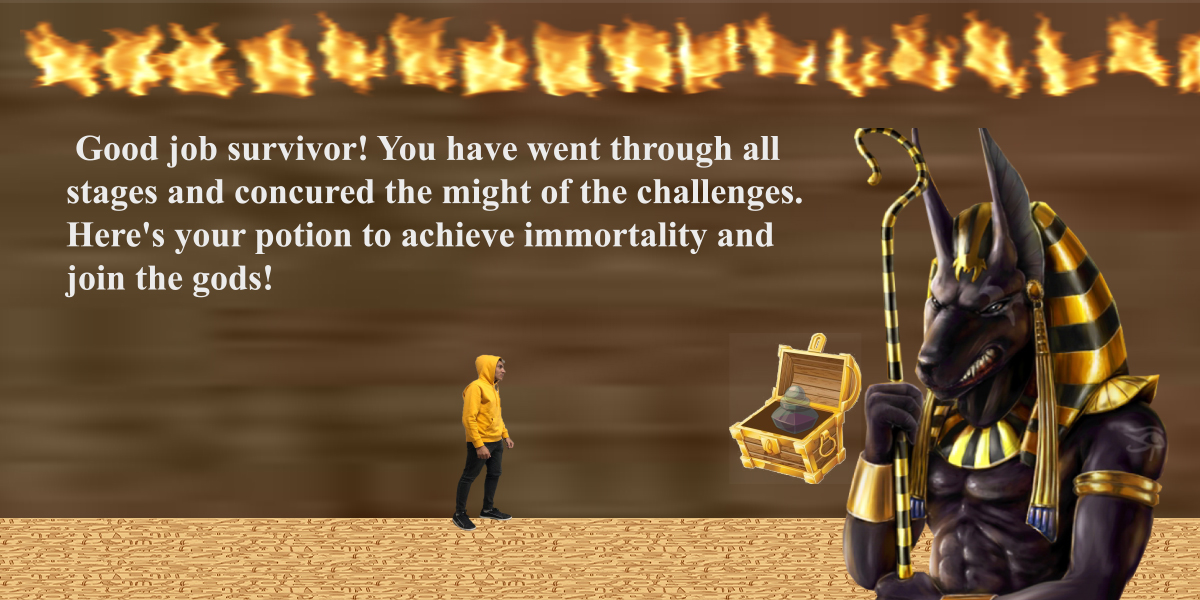 Good job survivor! You have went through all
stages and concured the might of the challenges.
Here's your potion to achieve immortality and
join the gods!